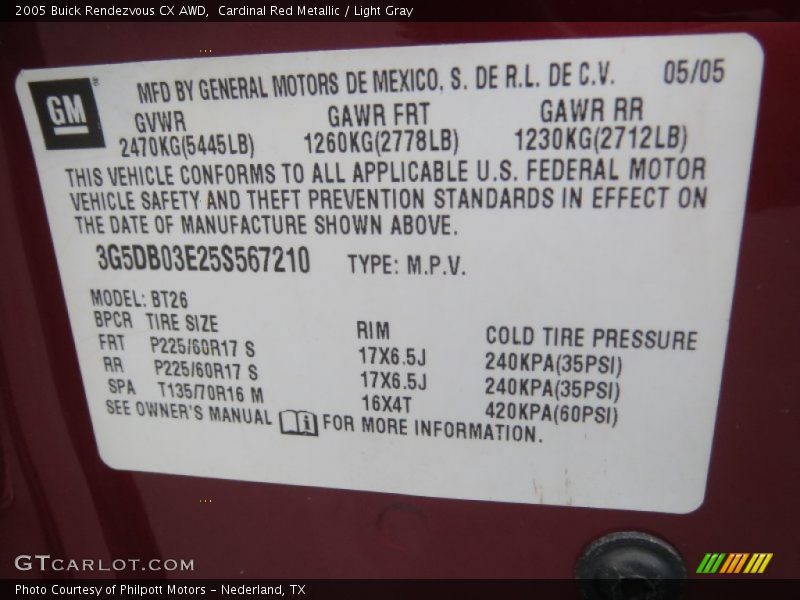 2005 Buick Rendezvous CX AWD,  Cardinal Red Metallic / Light Gray
GM
MFD BY GENERAL MOTORS DE MEXICO, S. DE R.L. DE C.V. 05/05
GVWR GAWR FRT GAWR RR
2470KG(5445LB) 1260KG(2778LB) 1230KG(2712LB)
THIS VEHICLE CONFORMS TO ALL APPLICABLE U.S. FEDERAL MOTOR
VEHICLE SAFETY AND THEFT PREVENTION STANDARDS IN EFFECT ON
THE DATE OF MANUFACTURE SHOWN ABOVE.
3G5DB03E25S567210 TYPE: M.P.V.
MODEL: BT26
BPCR TIRE SIZE RIM COLD TIRE PRESSURE
FRT P225/60R17 S 17X6.5J 240KPA(35PSI)
RR P225/60R17 S 17X6.5J 240KPA(35PSI)
SPA T135/70R16 M 16X4T 420KPA(60PSI)
SEE OWNER'S MANUAL FOR MORE INFORMATION.
GTCARLOT.COM
Photo Courtesy of Philpott Motors - Nederland, TX